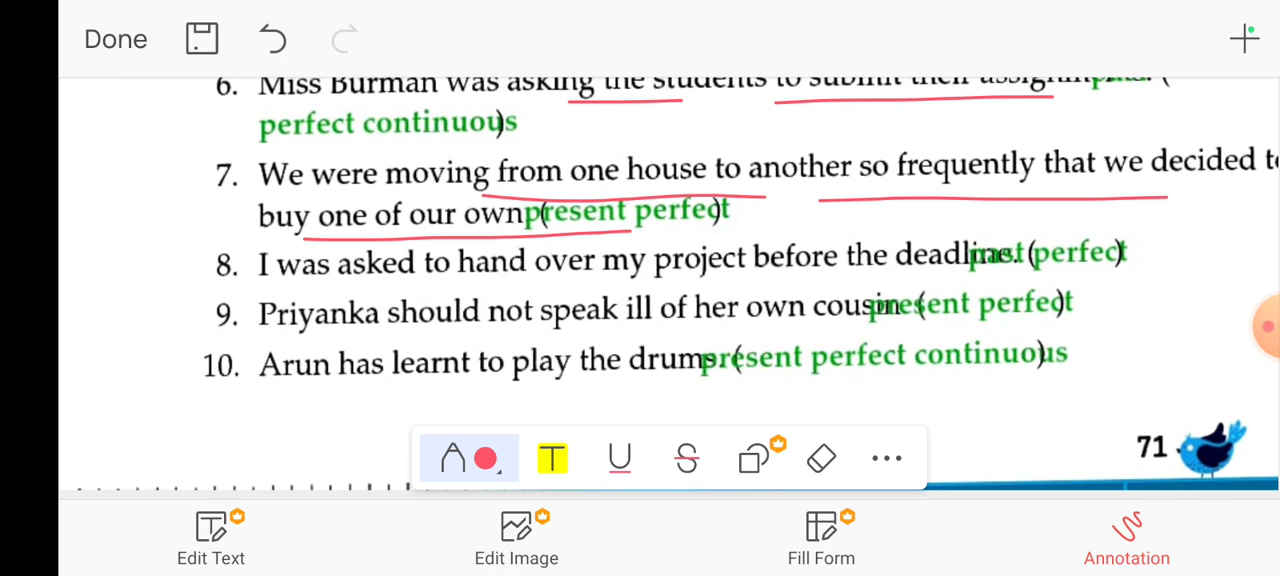 Done
6. Miss Burman was asking the students to submit their (
perfect continuous)
7. We were moving from one house to another so frequently that we decided
buy one of our own (present perfect)
8. I was asked to hand over my project before the deadline. (past perfect)
9. Priyanka should not speak ill of her own cousin. (present perfect)
10. Arun has learnt to play the drums. (present perfect continuous)
T U S
71
Edit Text Edit Image Fill Form Annotation